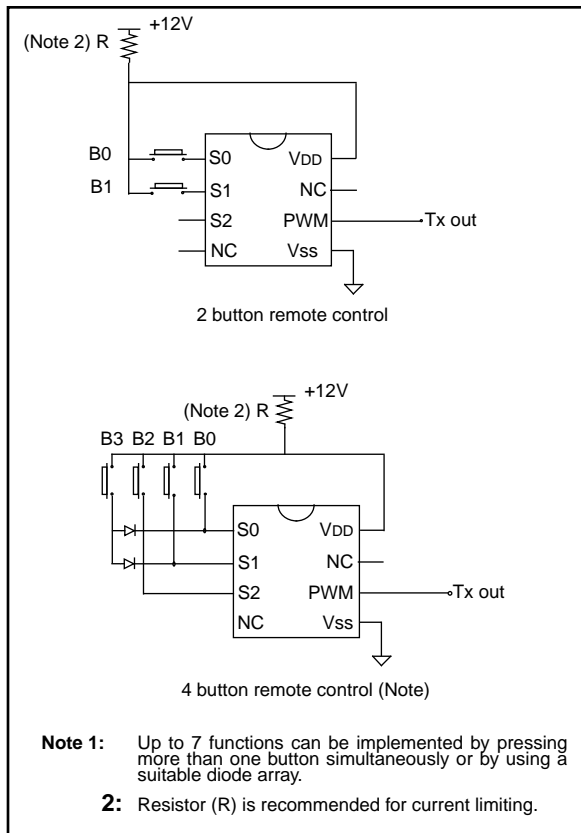 +12V
(Note 2) R
B0
B1
S0
S1
S2
NC
VDD
NC
PWM
Vss
Tx out
2 button remote control
+12V
(Note 2) R
B3 B2 B1 B0
S0
S1
S2
NC
VDD
NC
PWM
Vss
Tx out
4 button remote control (Note)
Note 1: Up to 7 functions can be implemented by pressing
more than one button simultaneously or by using a
suitable diode array.
2: Resistor (R) is recommended for current limiting.